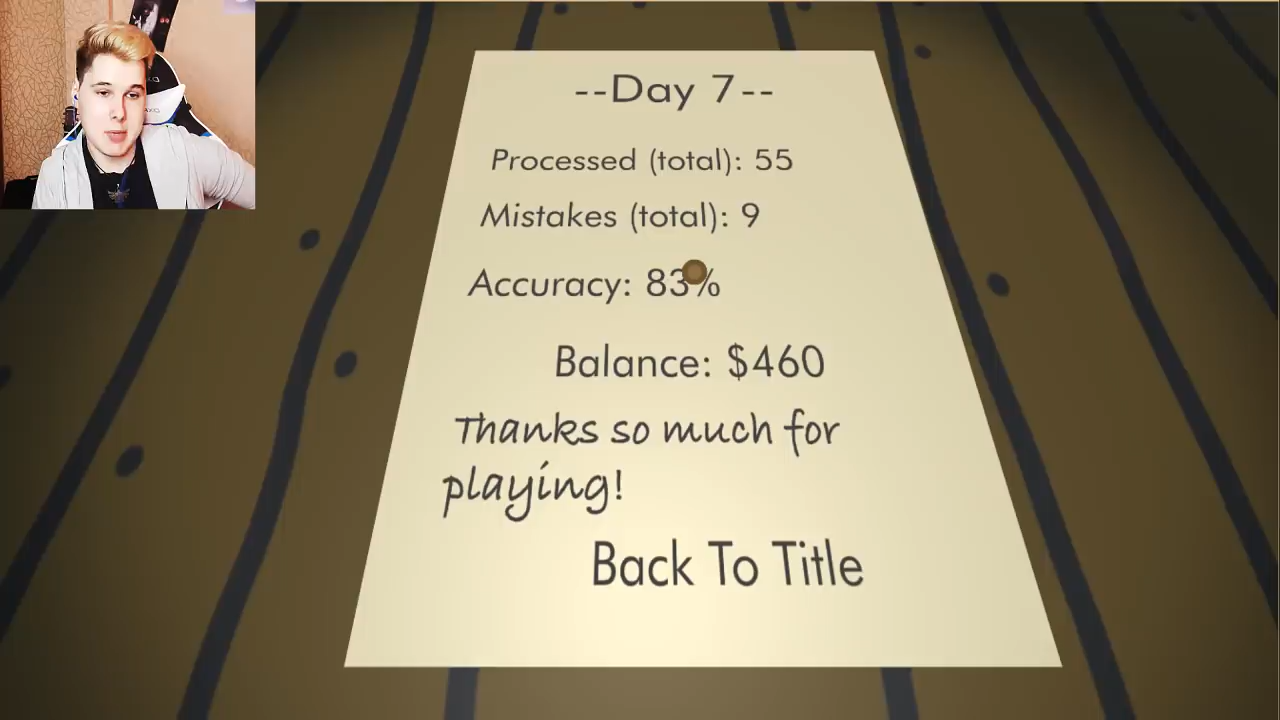 --Day 7--
Processed (total): 55
Mistakes (total): 9
Accuracy: 83%
Balance: $460
Thanks so much for
playing!
Back To Title